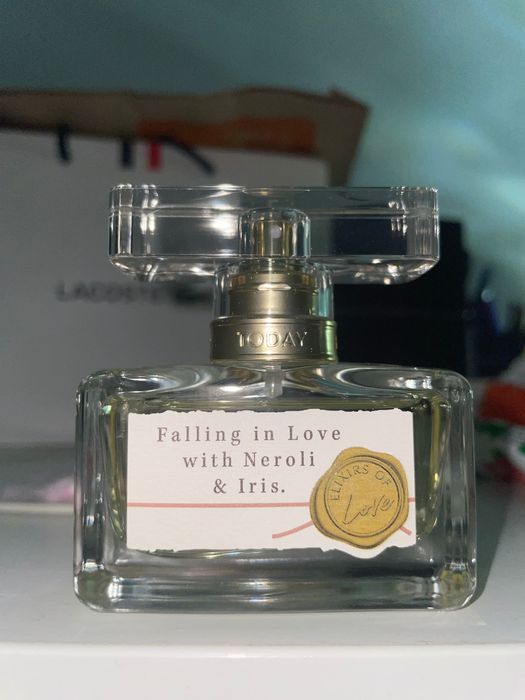 LACOSTE
TODAY
Falling in Love
with Neroli
& Iris.
ELIXIRS OF
Love